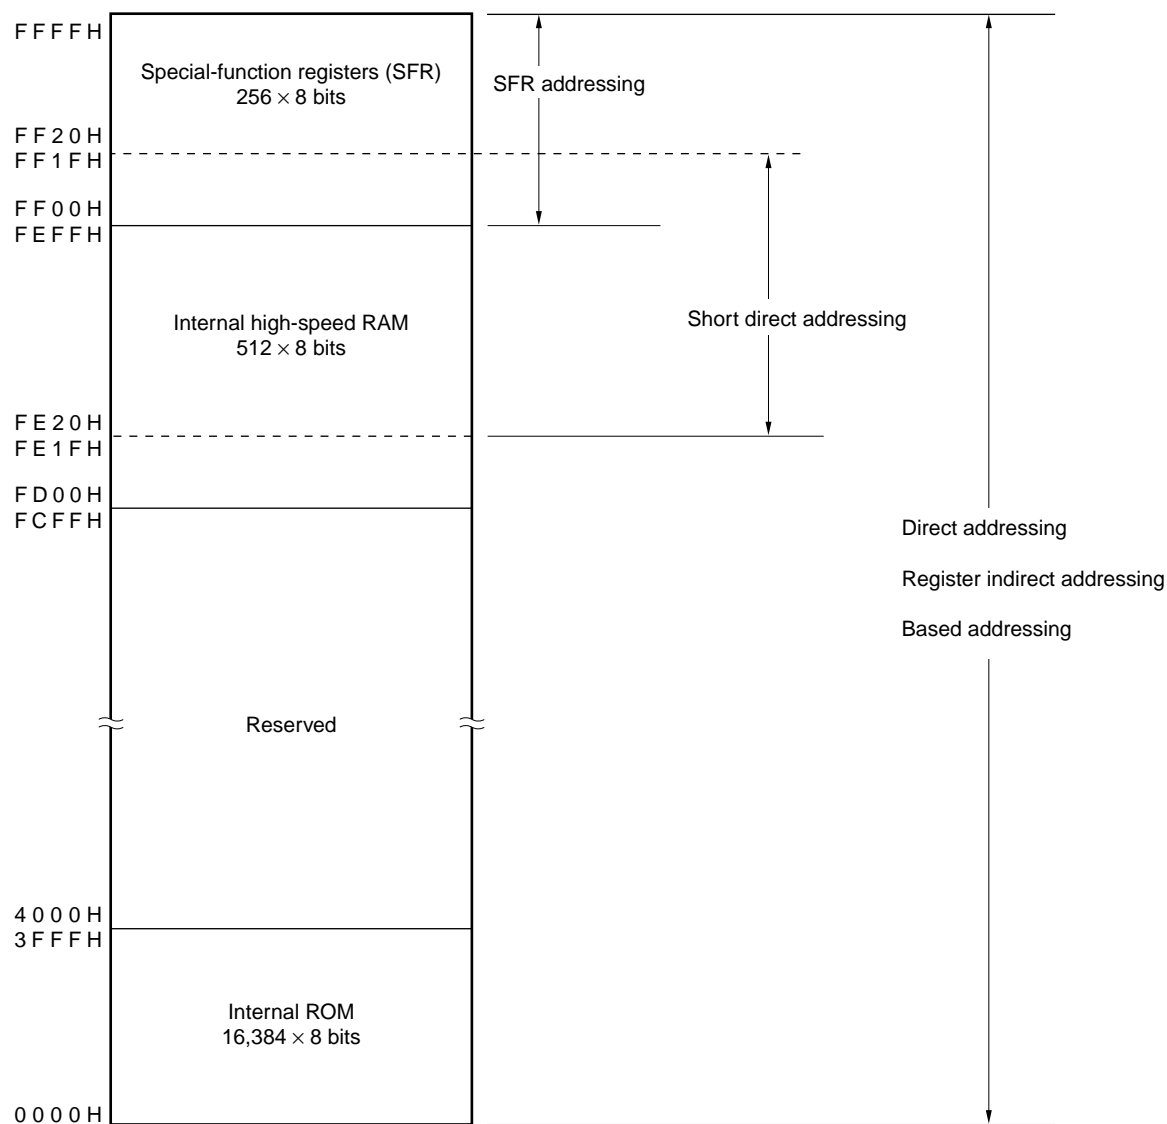 FFFFH
Special-function registers (SFR)
256 × 8 bits
SFR addressing
FF20H
FF1FH
FF00H
FEFFH
Internal high-speed RAM
512 × 8 bits
Short direct addressing
FE20H
FE1FH
FD00H
FCFFH
Direct addressing
Register indirect addressing
Based addressing
Reserved
4000H
3FFFH
Internal ROM
16,384 × 8 bits
0000H